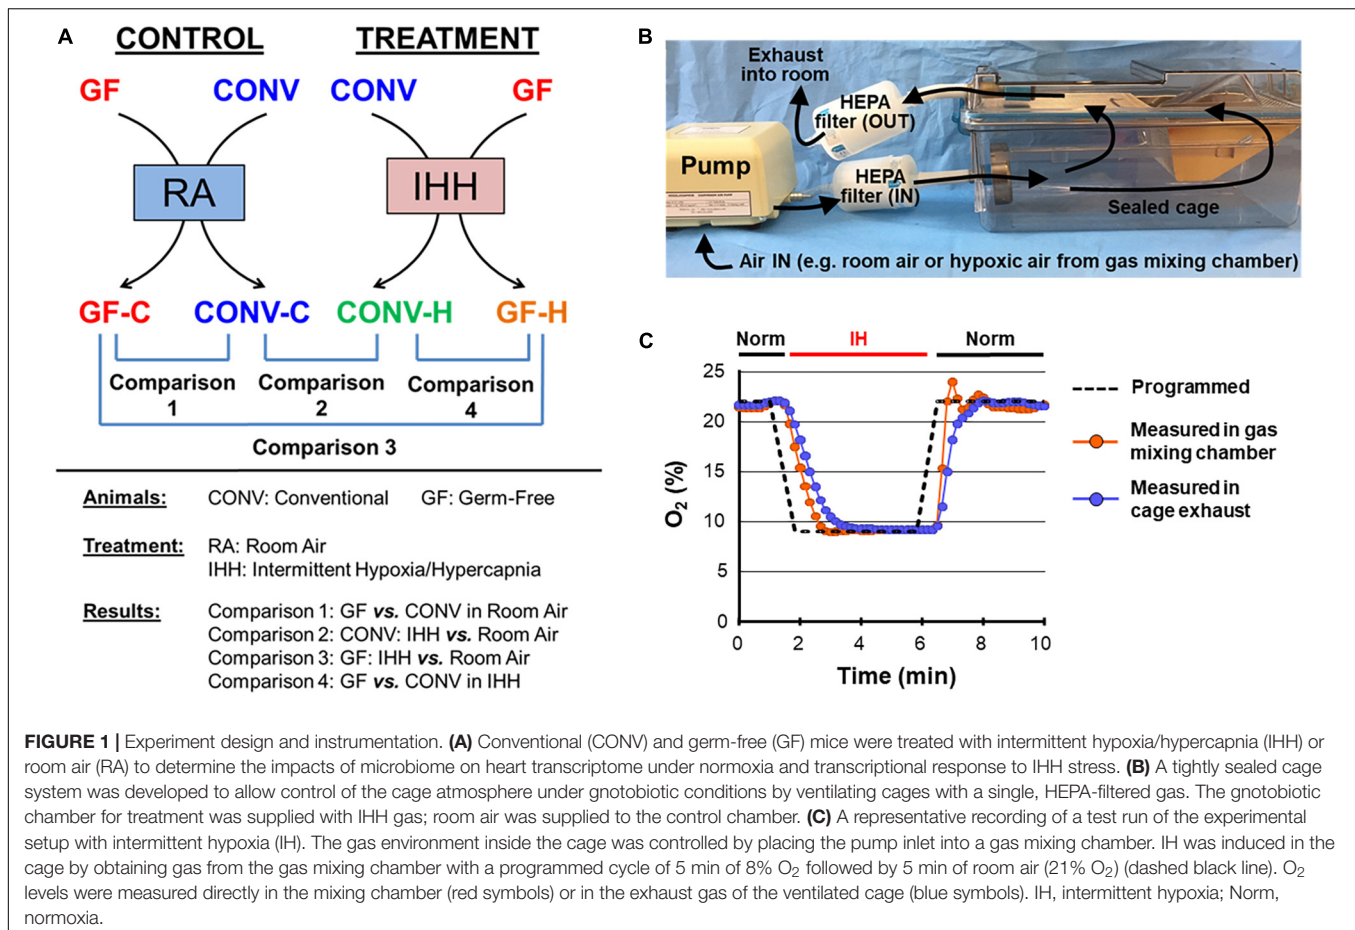 A
CONTROL
TREATMENT
GF
CONV
CONV
GF
RA
IHH
GF-C
CONV-C
CONV-H
GF-H
Comparison
1
Comparison
2
Comparison
4
Comparison 3
Animals: CONV: Conventional GF: Germ-Free
Treatment: RA: Room Air
IHH: Intermittent Hypoxia/Hypercapnia
Results: Comparison 1: GF vs. CONV in Room Air
Comparison 2: CONV: IHH vs. Room Air
Comparison 3: GF: IHH vs. Room Air
Comparison 4: GF vs. CONV in IHH
B
Exhaust
into room
HEPA
filter (OUT)
Pump
HEPA
filter (IN)
Sealed cage
Air IN (e.g. room air or hypoxic air from gas mixing chamber)
C
Norm
IH
Norm
25
20
15
10
5
0
O₂ (%)
0
2
4
6
8
10
Time (min)
Programmed
Measured in gas
mixing chamber
Measured in
cage exhaust
FIGURE 1 | Experiment design and instrumentation. (A) Conventional (CONV) and germ-free (GF) mice were treated with intermittent hypoxia/hypercapnia (IHH) or
room air (RA) to determine the impacts of microbiome on heart transcriptome under normoxia and transcriptional response to IHH stress. (B) A tightly sealed cage
system was developed to allow control of the cage atmosphere under gnotobiotic conditions by ventilating cages with a single, HEPA-filtered gas. The gnotobiotic
chamber for treatment was supplied with IHH gas; room air was supplied to the control chamber. (C) A representative recording of a test run of the experimental
setup with intermittent hypoxia (IH). The gas environment inside the cage was controlled by placing the pump inlet into a gas mixing chamber. IH was induced in the
cage by obtaining gas from the gas mixing chamber with a programmed cycle of 5 min of 8% O₂ followed by 5 min of room air (21% O₂) (dashed black line). O₂
levels were measured directly in the mixing chamber (red symbols) or in the exhaust gas of the ventilated cage (blue symbols). IH, intermittent hypoxia; Norm,
normoxia.